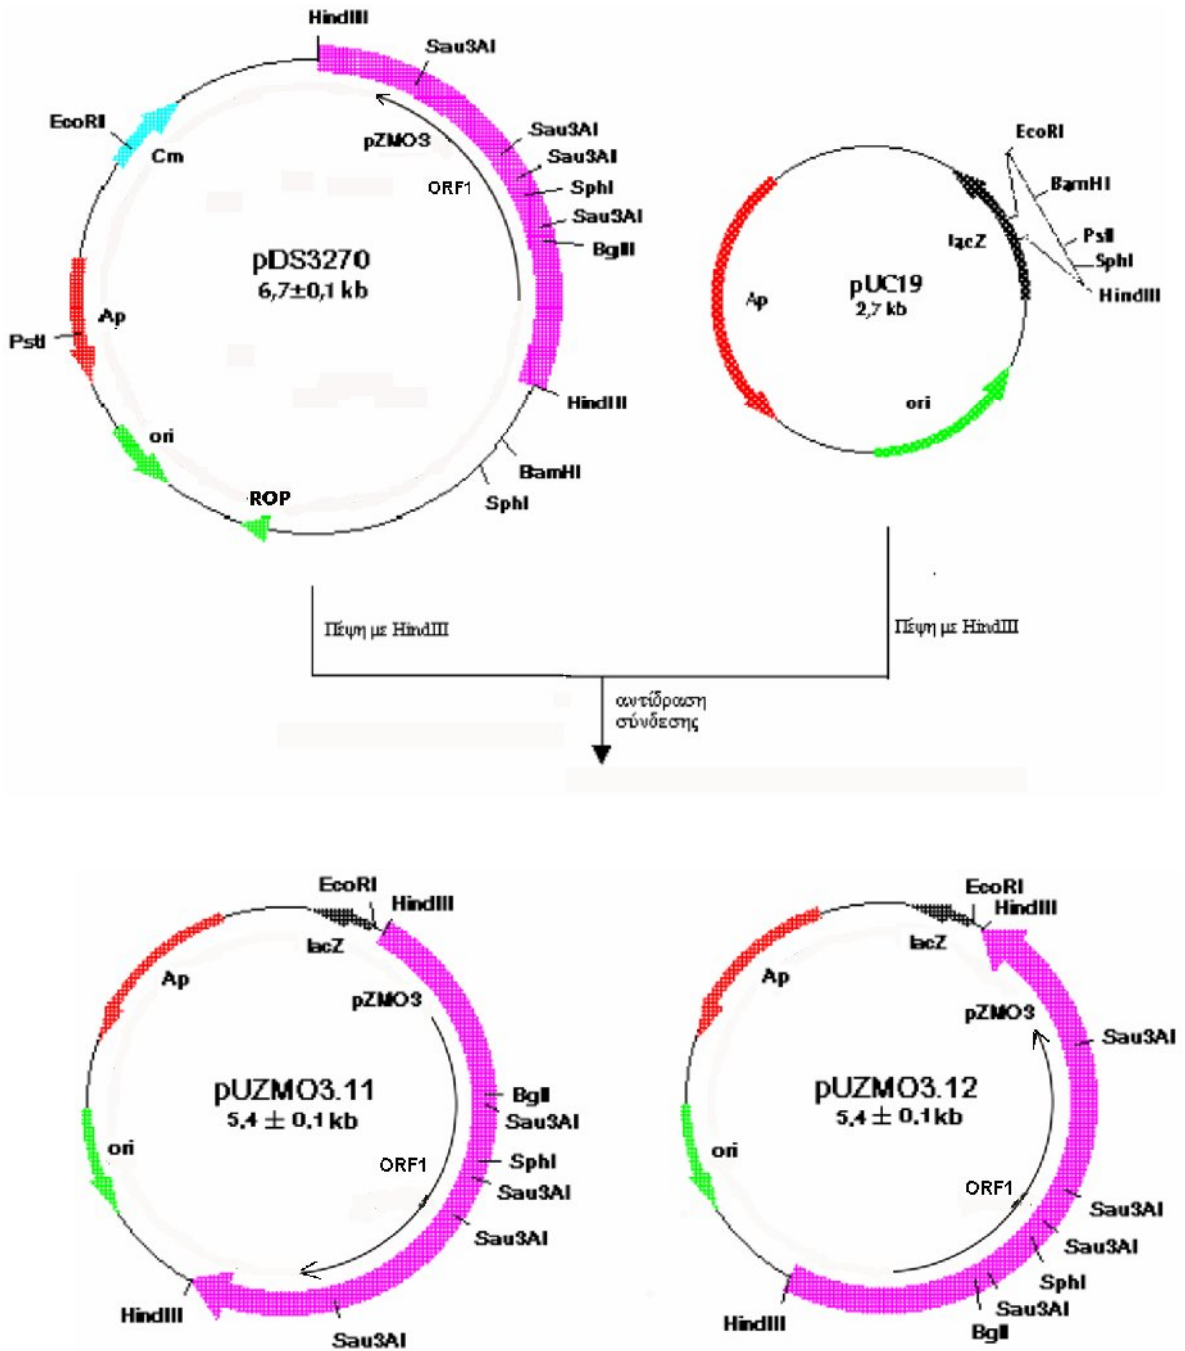 HindIII
Sau3AI
EcoRI
Cm
pZMO3
ORF1
Sau3AI
Sau3AI
SphI
Sau3AI
BglII
pDS3270
6,7±0,1 kb
Ap
PstI
HindIII
ori
BamHI
SphI
ROP
EcoRI
BamHI
lacZ
PstI
SphI
HindIII
pUC19
2,7 kb
Ap
ori
Πέψη με HindIII
Πέψη με HindIII
αντίδραση
σύνδεσης
EcoRI
HindIII
lacZ
Ap
pZMO3
pUZMO3.11
5,4 ± 0,1 kb
BglI
Sau3AI
ori
ORF1
SphI
Sau3AI
Sau3AI
HindIII
Sau3AI
EcoRI
HindIII
lacZ
Ap
pZMO3
Sau3AI
pUZMO3.12
5,4 ± 0,1 kb
ori
ORF1
Sau3AI
Sau3AI
SphI
Sau3AI
HindIII
BglI